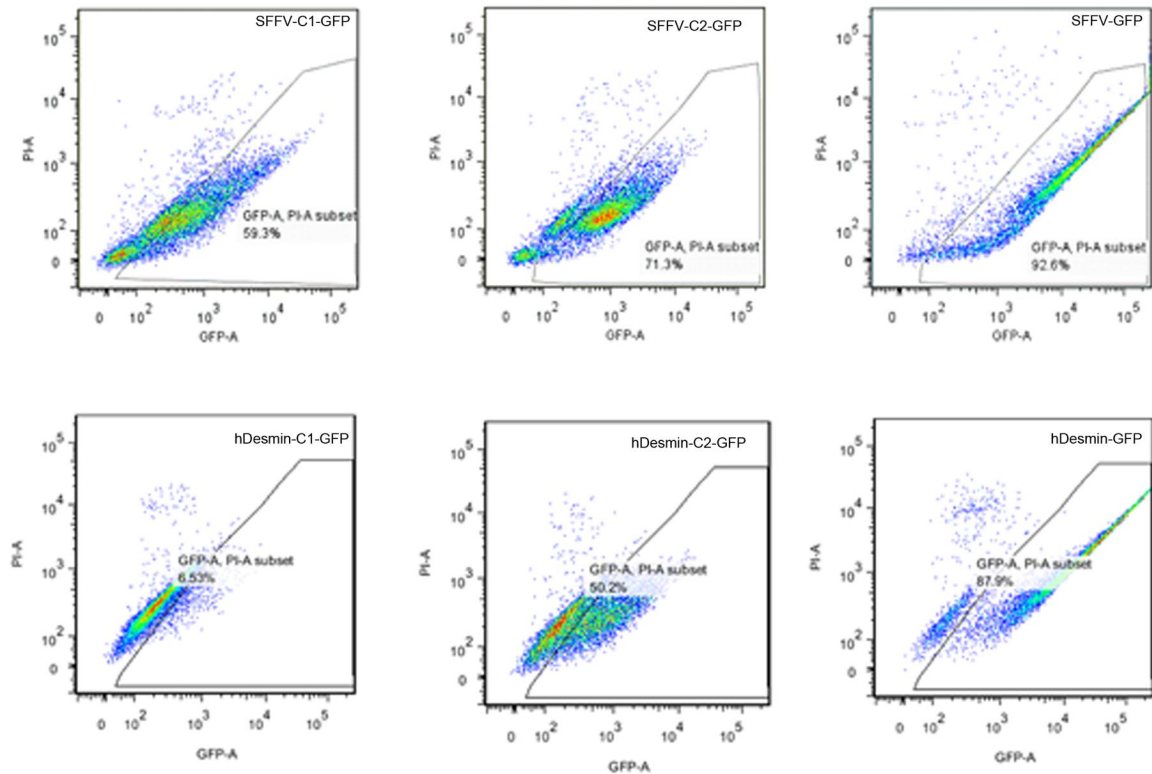 SFFV-C1-GFP
10^5
10^4
10^3
10^2
0
PI-A
GFP-A, PI-A subset
59.3%
0 10^2 10^3 10^4 10^5
GFP-A
SFFV-C2-GFP
10^5
10^4
10^3
10^2
0
PI-A
GFP-A, PI-A subset
71.3%
0 10^2 10^3 10^4 10^5
GFP-A
SFFV-GFP
10^5
10^4
10^3
10^2
0
PI-A
GFP-A, PI-A subset
92.6%
0 10^2 10^3 10^4 10^5
GFP-A
hDesmin-C1-GFP
10^5
10^4
10^3
10^2
0
PI-A
GFP-A, PI-A subset
6.53%
0 10^2 10^3 10^4 10^5
GFP-A
hDesmin-C2-GFP
10^5
10^4
10^3
10^2
0
PI-A
GFP-A, PI-A subset
50.2%
0 10^2 10^3 10^4 10^5
GFP-A
hDesmin-GFP
10^5
10^4
10^3
10^2
0
PI-A
GFP-A, PI-A subset
87.9%
0 10^2 10^3 10^4 10^5
GFP-A